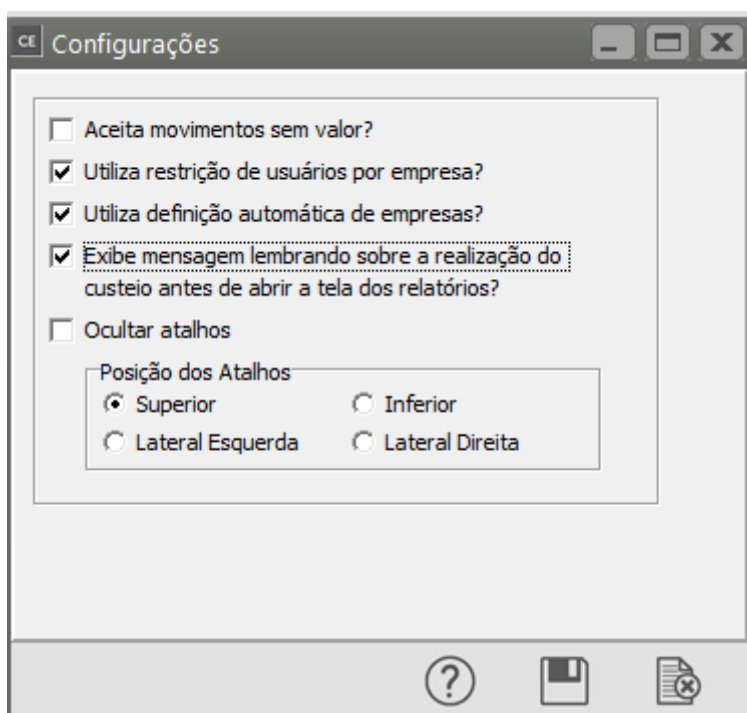 CE Configurações
Aceita movimentos sem valor?
Utiliza restrição de usuários por empresa?
Utiliza definição automática de empresas?
Exibe mensagem lembrando sobre a realização do
custeio antes de abrir a tela dos relatórios?
Ocultar atalhos
Posição dos Atalhos
Superior Inferior
Lateral Esquerda Lateral Direita
?